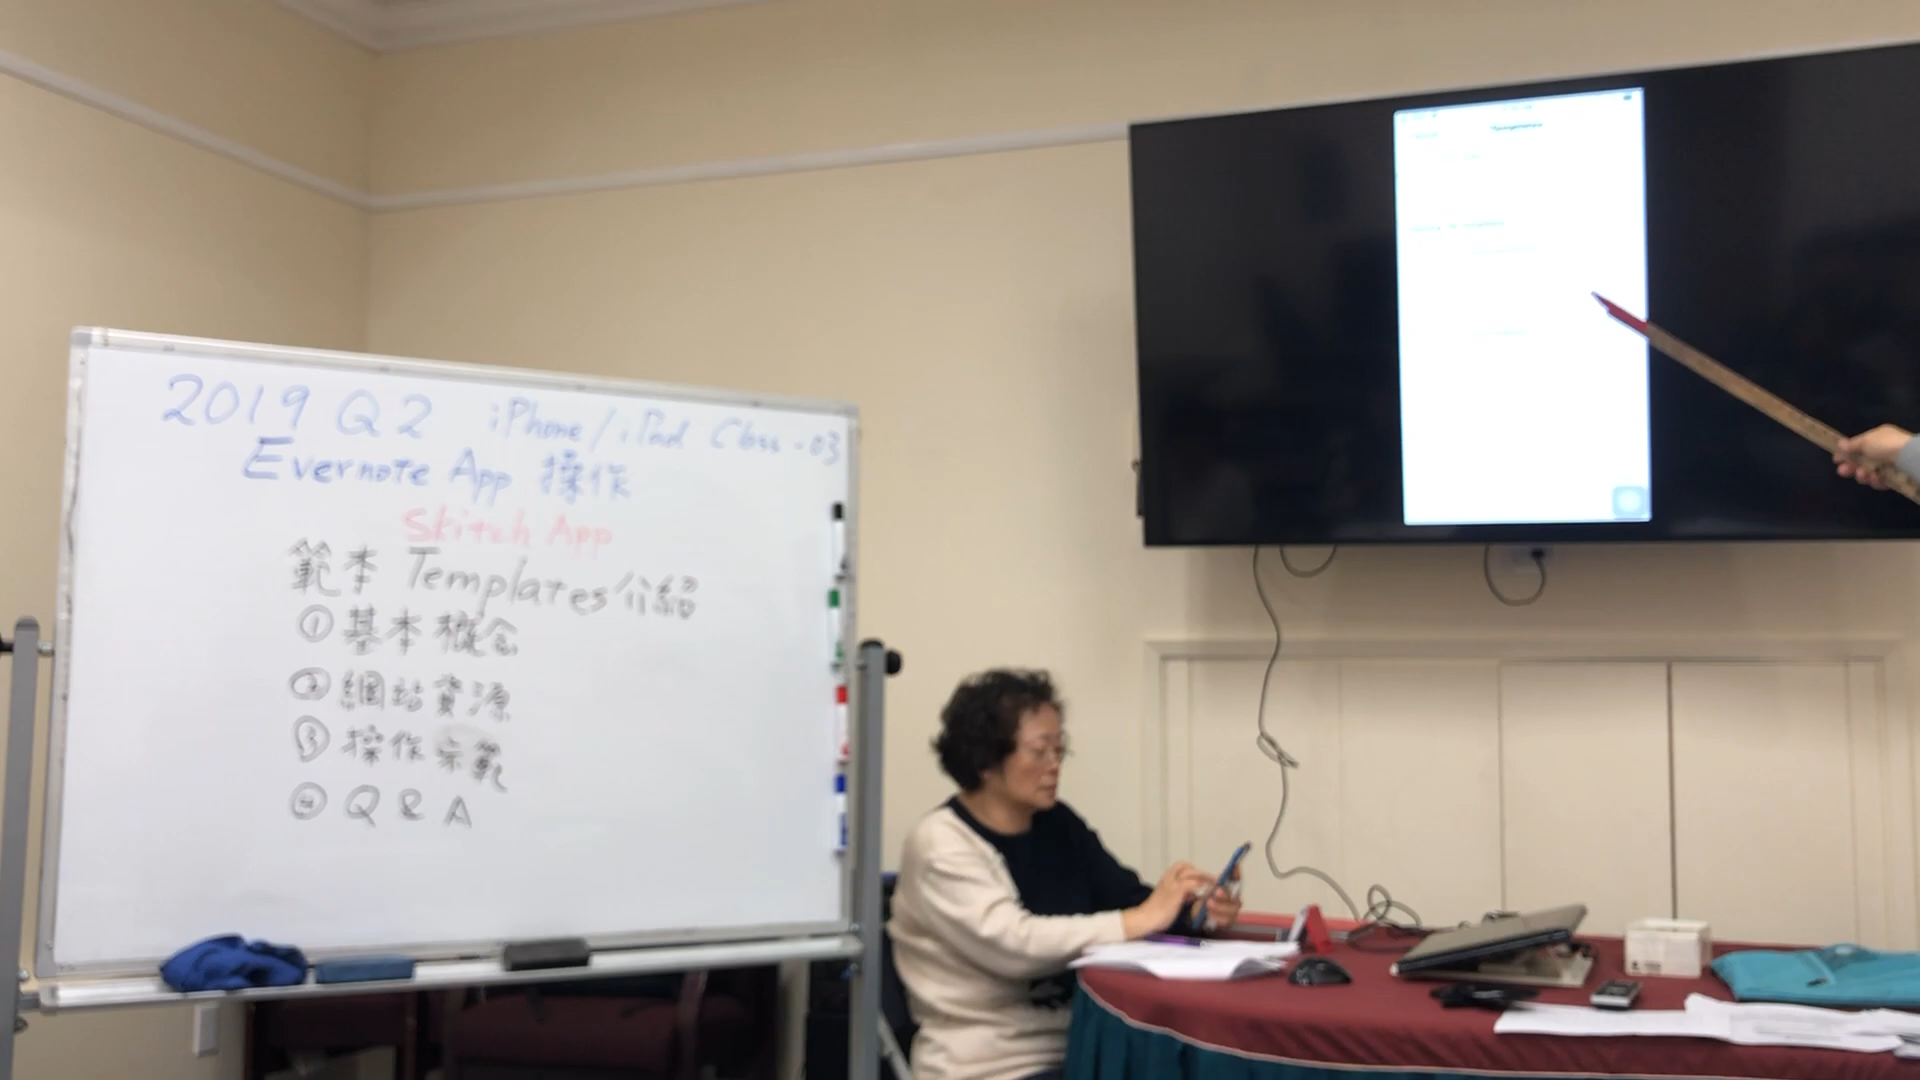 2019 Q2 iPhone/iPad Class-03
Evernote App 操作
Skitch App
範本 Templates 介紹
① 基本概念
② 網站資源
③ 操作示範
④ Q & A